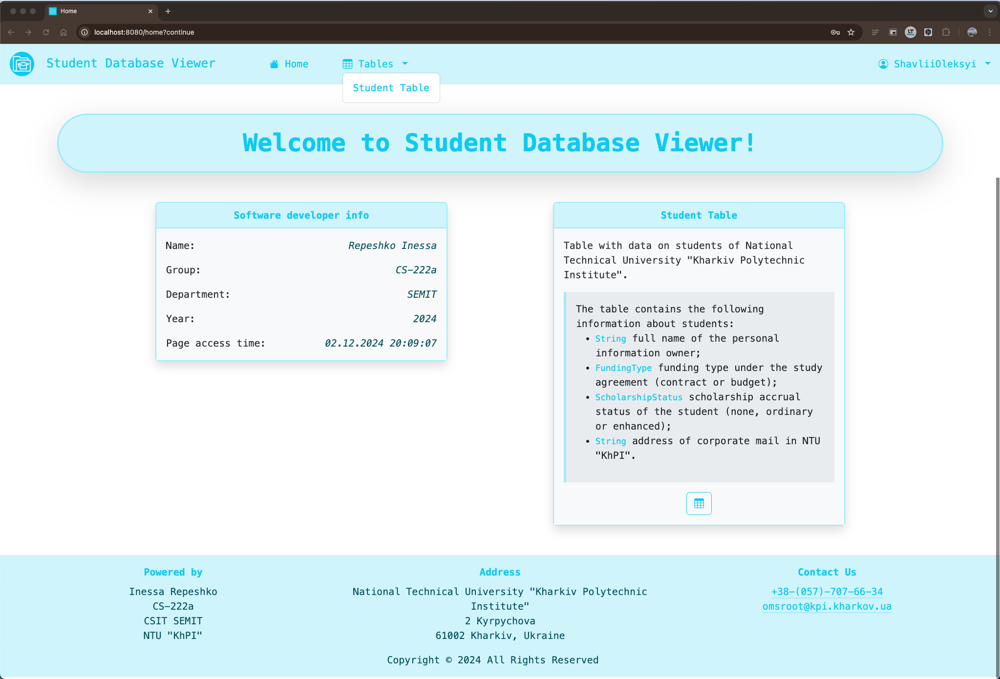 Home
localhost:8080/home?continue
Student Database Viewer
Home
Tables
ShavliiOleksyi
Student Table
Welcome to Student Database Viewer!
Software developer info
Name: Repeshko Inessa
Group: CS-222a
Department: SEMIT
Year: 2024
Page access time: 02.12.2024 20:09:07
Student Table
Table with data on students of National
Technical University "Kharkiv Polytechnic
Institute".
The table contains the following
information about students:
• String full name of the personal
information owner;
• FundingType funding type under the study
agreement (contract or budget);
• ScholarshipStatus scholarship accrual
status of the student (none, ordinary
or enhanced);
• String address of corporate mail in NTU
"KhPI".
Powered by
Inessa Repeshko
CS-222a
CSIT SEMIT
NTU "KhPI"
Address
National Technical University "Kharkiv Polytechnic
Institute"
2 Kyrpychova
61002 Kharkiv, Ukraine
Contact Us
+38-(057)-707-66-34
omsroot@kpi.kharkov.ua
Copyright © 2024 All Rights Reserved